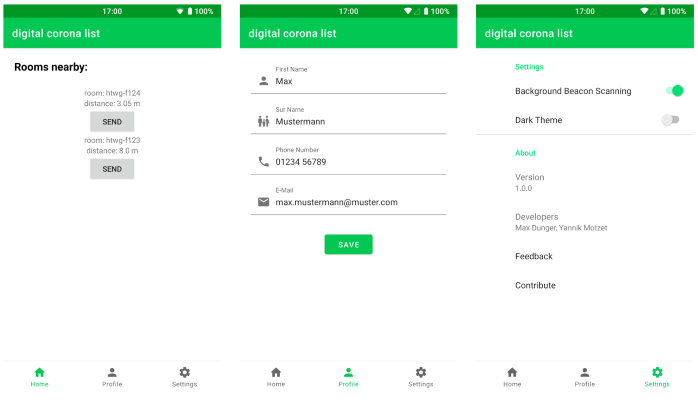 17:00
100%
digital corona list
Rooms nearby:
room: htwg-f124
distance: 3.05 m
SEND
room: htwg-f123
distance: 8.0 m
SEND
Home
Profile
Settings
17:00
100%
digital corona list
First Name
Max
Sur Name
Mustermann
Phone Number
01234 56789
E-Mail
max.mustermann@muster.com
SAVE
Home
Profile
Settings
17:00
100%
digital corona list
Settings
Background Beacon Scanning
Dark Theme
About
Version
1.0.0
Developers
Max Dunger, Yannik Motzet
Feedback
Contribute
Home
Profile
Settings